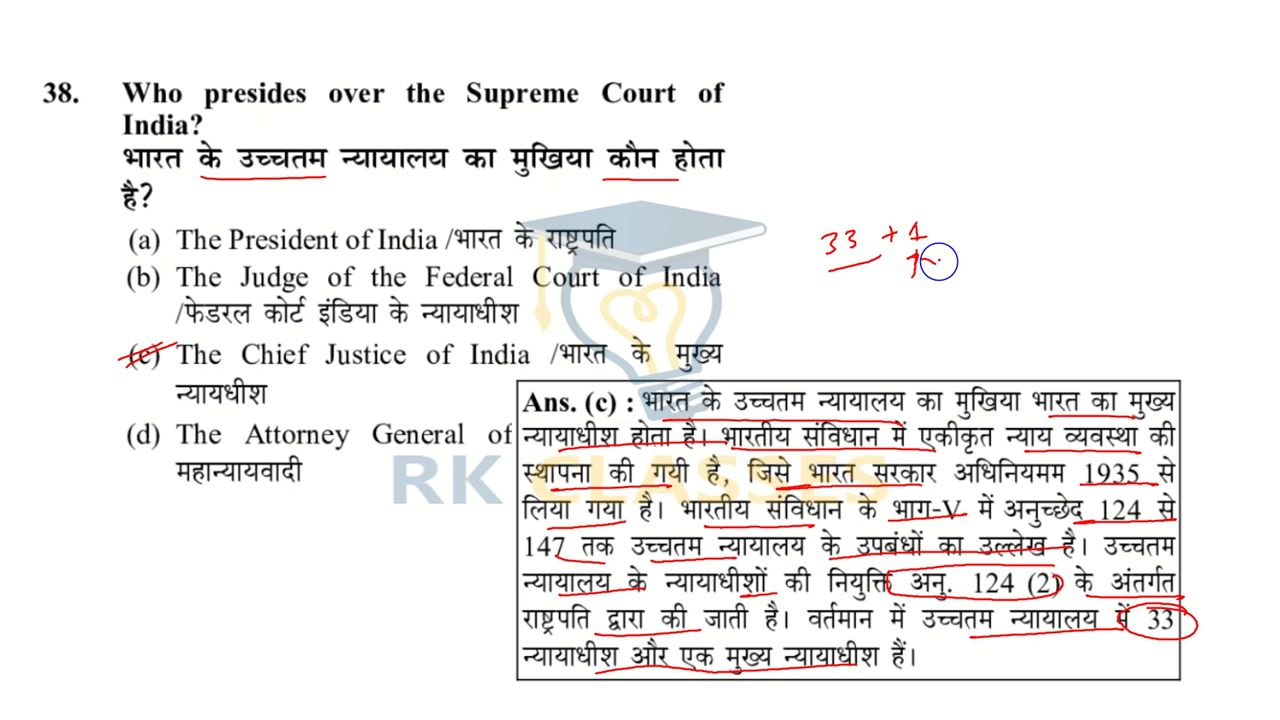 38. Who presides over the Supreme Court of
India?
भारत के उच्चतम न्यायालय का मुखिया कौन होता
है?
(a) The President of India /भारत के राष्ट्रपति
(b) The Judge of the Federal Court of India
/फेडरल कोर्ट इंडिया के न्यायाधीश
(c) The Chief Justice of India /भारत के मुख्य
न्यायधीश
(d) The Attorney General of
महान्यायवादी
33 + 1
Ans. (c) : भारत के उच्चतम न्यायालय का मुखिया भारत का मुख्य
न्यायाधीश होता है। भारतीय संविधान में एकीकृत न्याय व्यवस्था की
स्थापना की गयी है, जिसे भारत सरकार अधिनियमम 1935 से
लिया गया है। भारतीय संविधान के भाग-V में अनुच्छेद 124 से
147 तक उच्चतम न्यायालय के उपबंधों का उल्लेख है। उच्चतम
न्यायालय के न्यायाधीशों की नियुक्ति अनु. 124 (2) के अंतर्गत
राष्ट्रपति द्वारा की जाती है। वर्तमान में उच्चतम न्यायालय में 33
न्यायाधीश और एक मुख्य न्यायाधीश हैं।
RK CLASSES